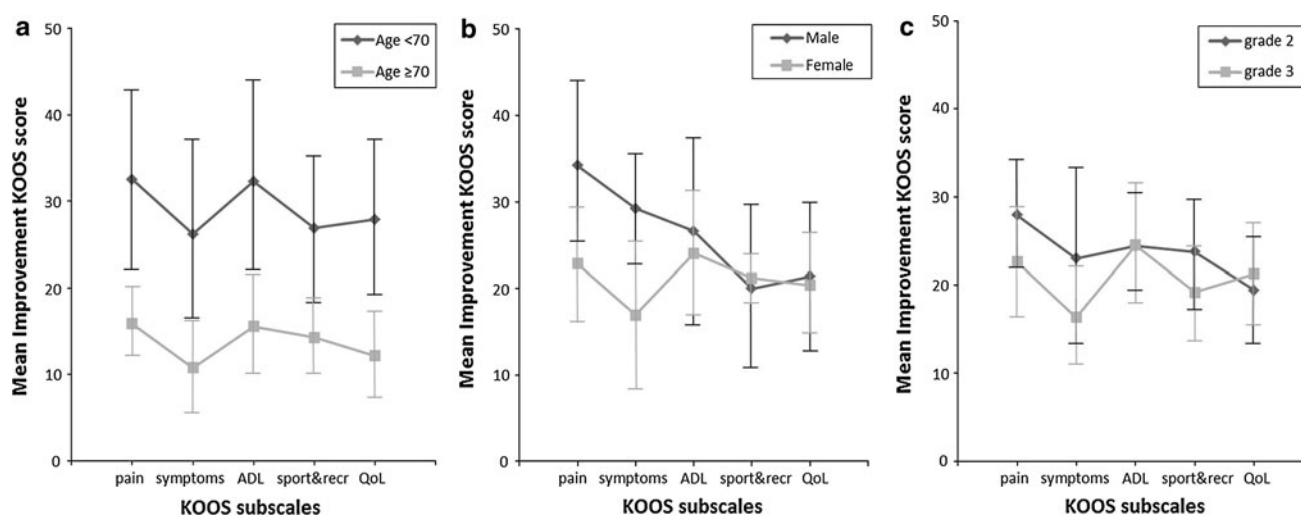 a
Mean Improvement KOOS score
50
40
30
20
10
0
Age <70
Age ≥70
pain symptoms ADL sport&recr QoL
KOOS subscales
b
Mean Improvement KOOS score
50
40
30
20
10
0
Male
Female
pain symptoms ADL sport&recr QoL
KOOS subscales
c
Mean Improvement KOOS score
50
40
30
20
10
0
grade 2
grade 3
pain symptoms ADL sport&recr QoL
KOOS subscales